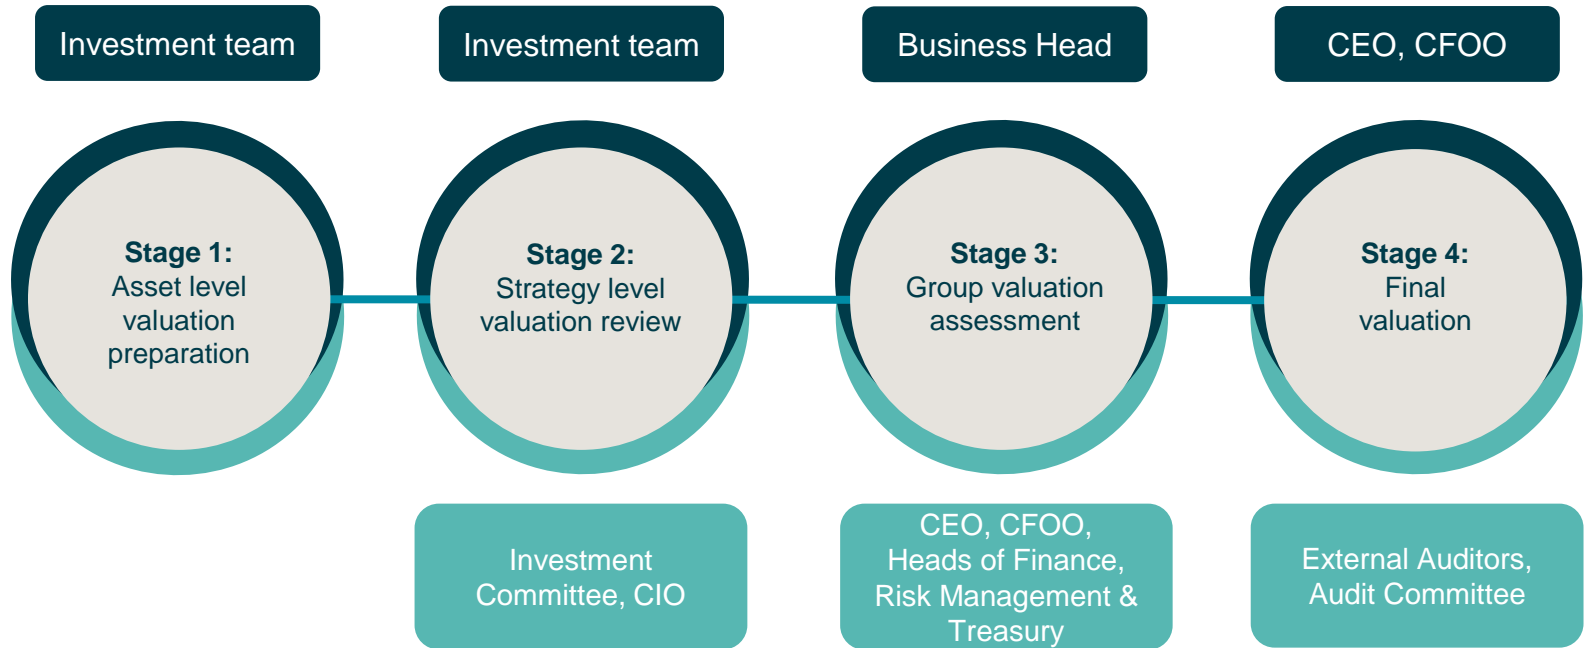 Investment team
Investment team
Business Head
CEO, CFOO
Stage 1:
Asset level
valuation
preparation
Stage 2:
Strategy level
valuation review
Stage 3:
Group valuation
assessment
Stage 4:
Final
valuation
Investment
Committee, CIO
CEO, CFOO,
Heads of Finance,
Risk Management &
Treasury
External Auditors,
Audit Committee